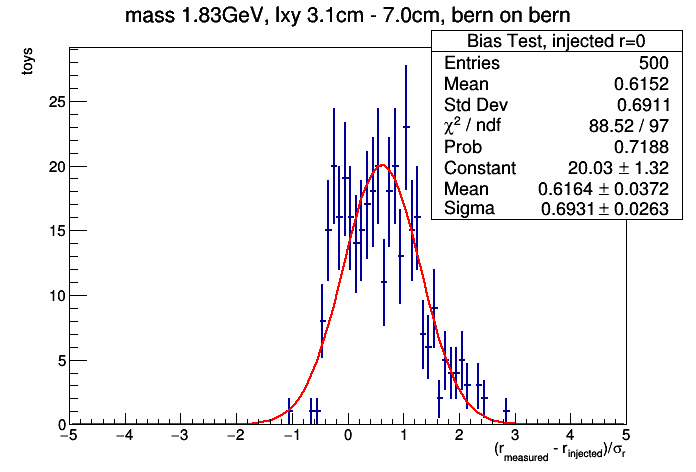 mass 1.83GeV, lxy 3.1cm - 7.0cm, bern on bern
Bias Test, injected r=0
Entries 500
Mean 0.6152
Std Dev 0.6911
χ² / ndf 88.52 / 97
Prob 0.7188
Constant 20.03 ± 1.32
Mean 0.6164 ± 0.0372
Sigma 0.6931 ± 0.0263
toys
25
20
15
10
5
0
−5 −4 −3 −2 −1 0 1 2 3 4 5
(r_measured - r_injected)/σ_r